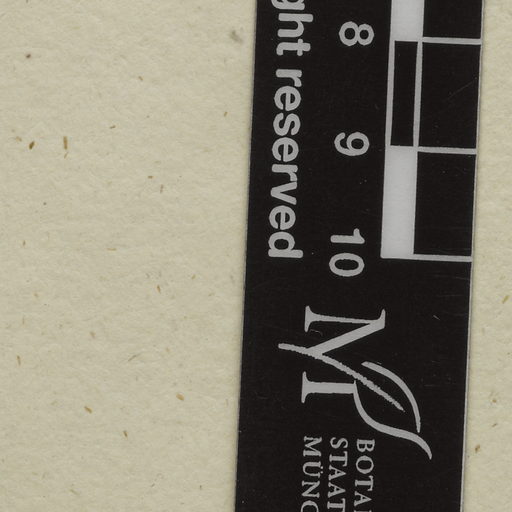 ght reserved
8 9 10
BOTA
STAAT
MÜNC